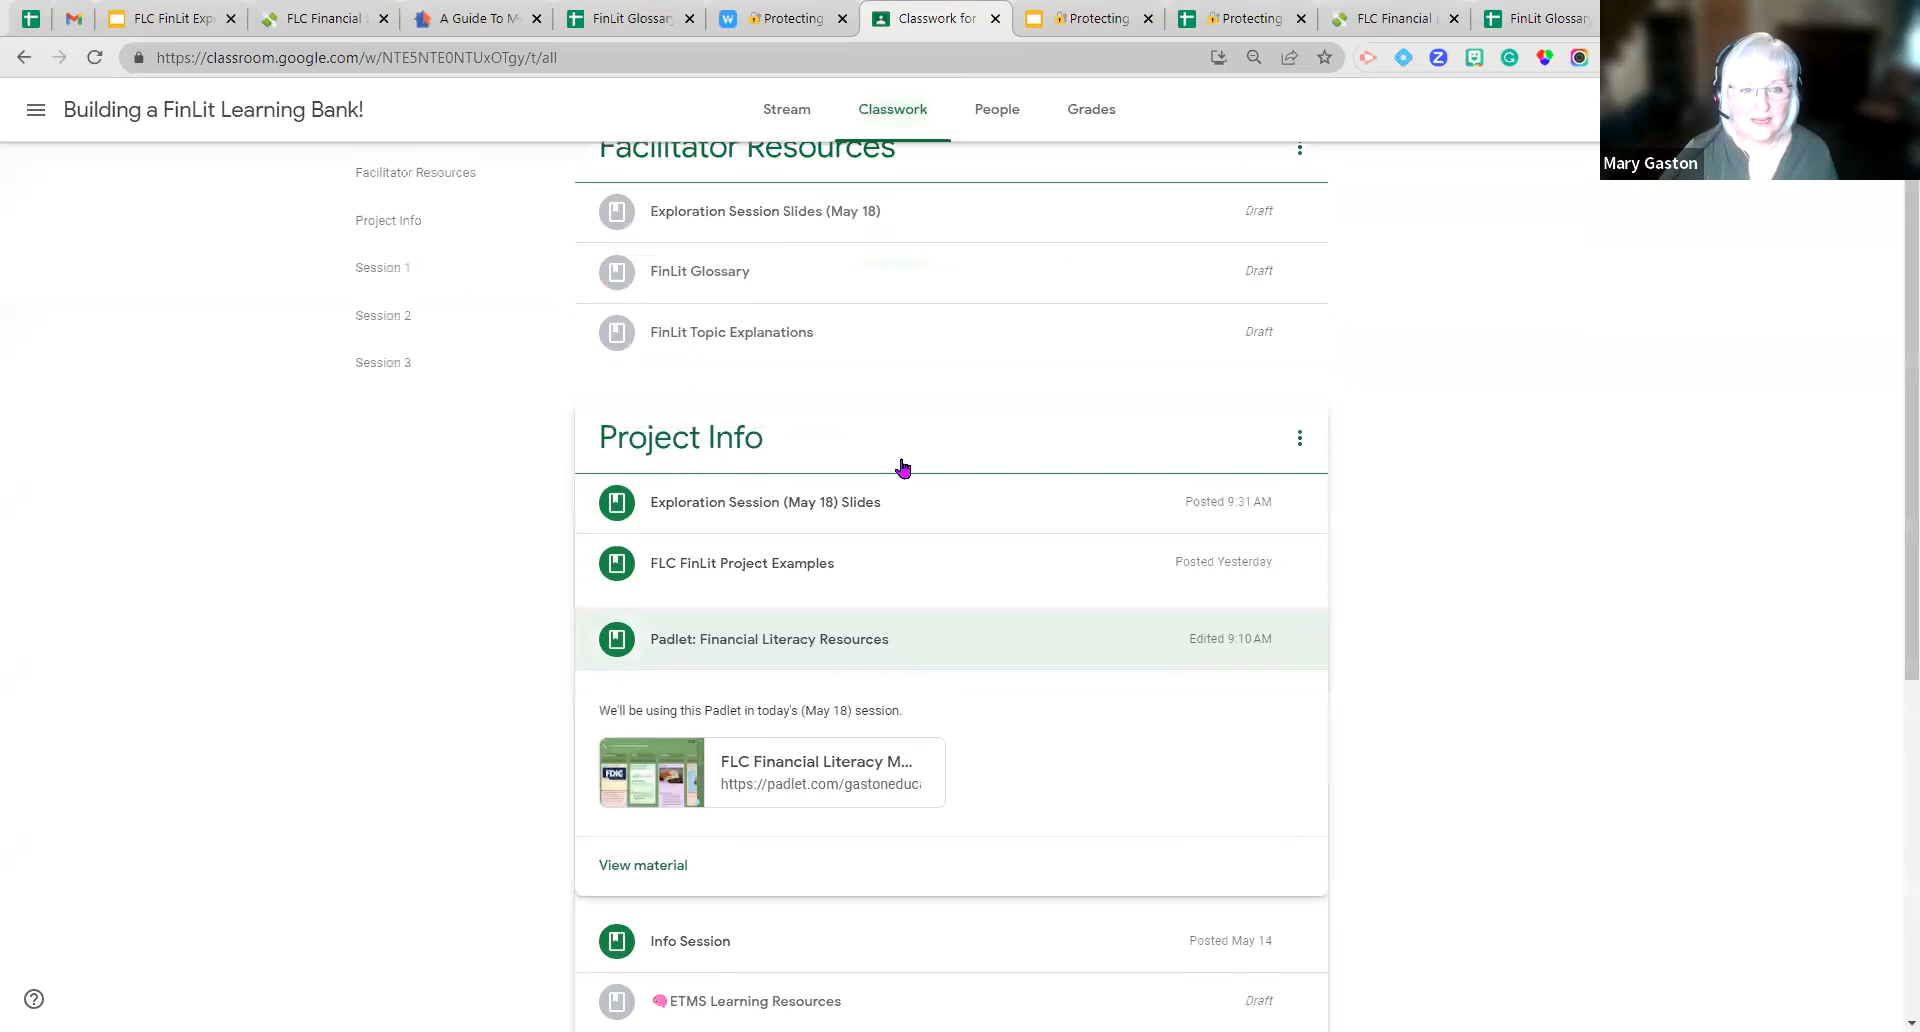 FLC FinLit Exp
FLC Financial
A Guide To M
FinLit Glossar
Protecting
Classwork for
Protecting
Protecting
FLC Financial
FinLit Glossar
https://classroom.google.com/w/NTE5NTE0NTUxOTgy/t/all
Building a FinLit Learning Bank!
Stream
Classwork
People
Grades
Mary Gaston
Facilitator Resources
Project Info
Session 1
Session 2
Session 3
Facilitator Resources
Exploration Session Slides (May 18)
Draft
FinLit Glossary
Draft
FinLit Topic Explanations
Draft
Project Info
Exploration Session (May 18) Slides
Posted 9:31 AM
FLC FinLit Project Examples
Posted Yesterday
Padlet: Financial Literacy Resources
Edited 9:10 AM
We'll be using this Padlet in today's (May 18) session.
FDIC
FLC Financial Literacy M...
https://padlet.com/gastoneduca
View material
Info Session
Posted May 14
🧠ETMS Learning Resources
Draft